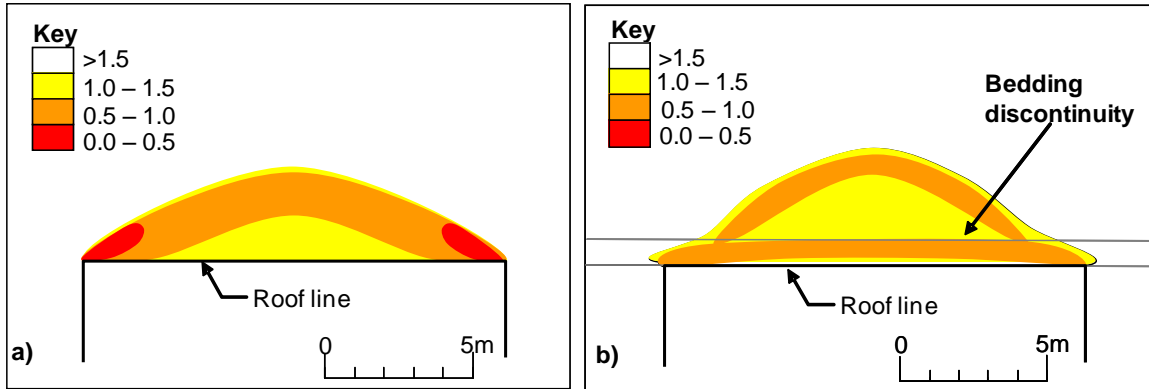 Key
>1.5
1.0 – 1.5
0.5 – 1.0
0.0 – 0.5
Roof line
0
5m
a)
Key
>1.5
1.0 – 1.5
0.5 – 1.0
0.0 – 0.5
Bedding
discontinuity
Roof line
0
5m
b)